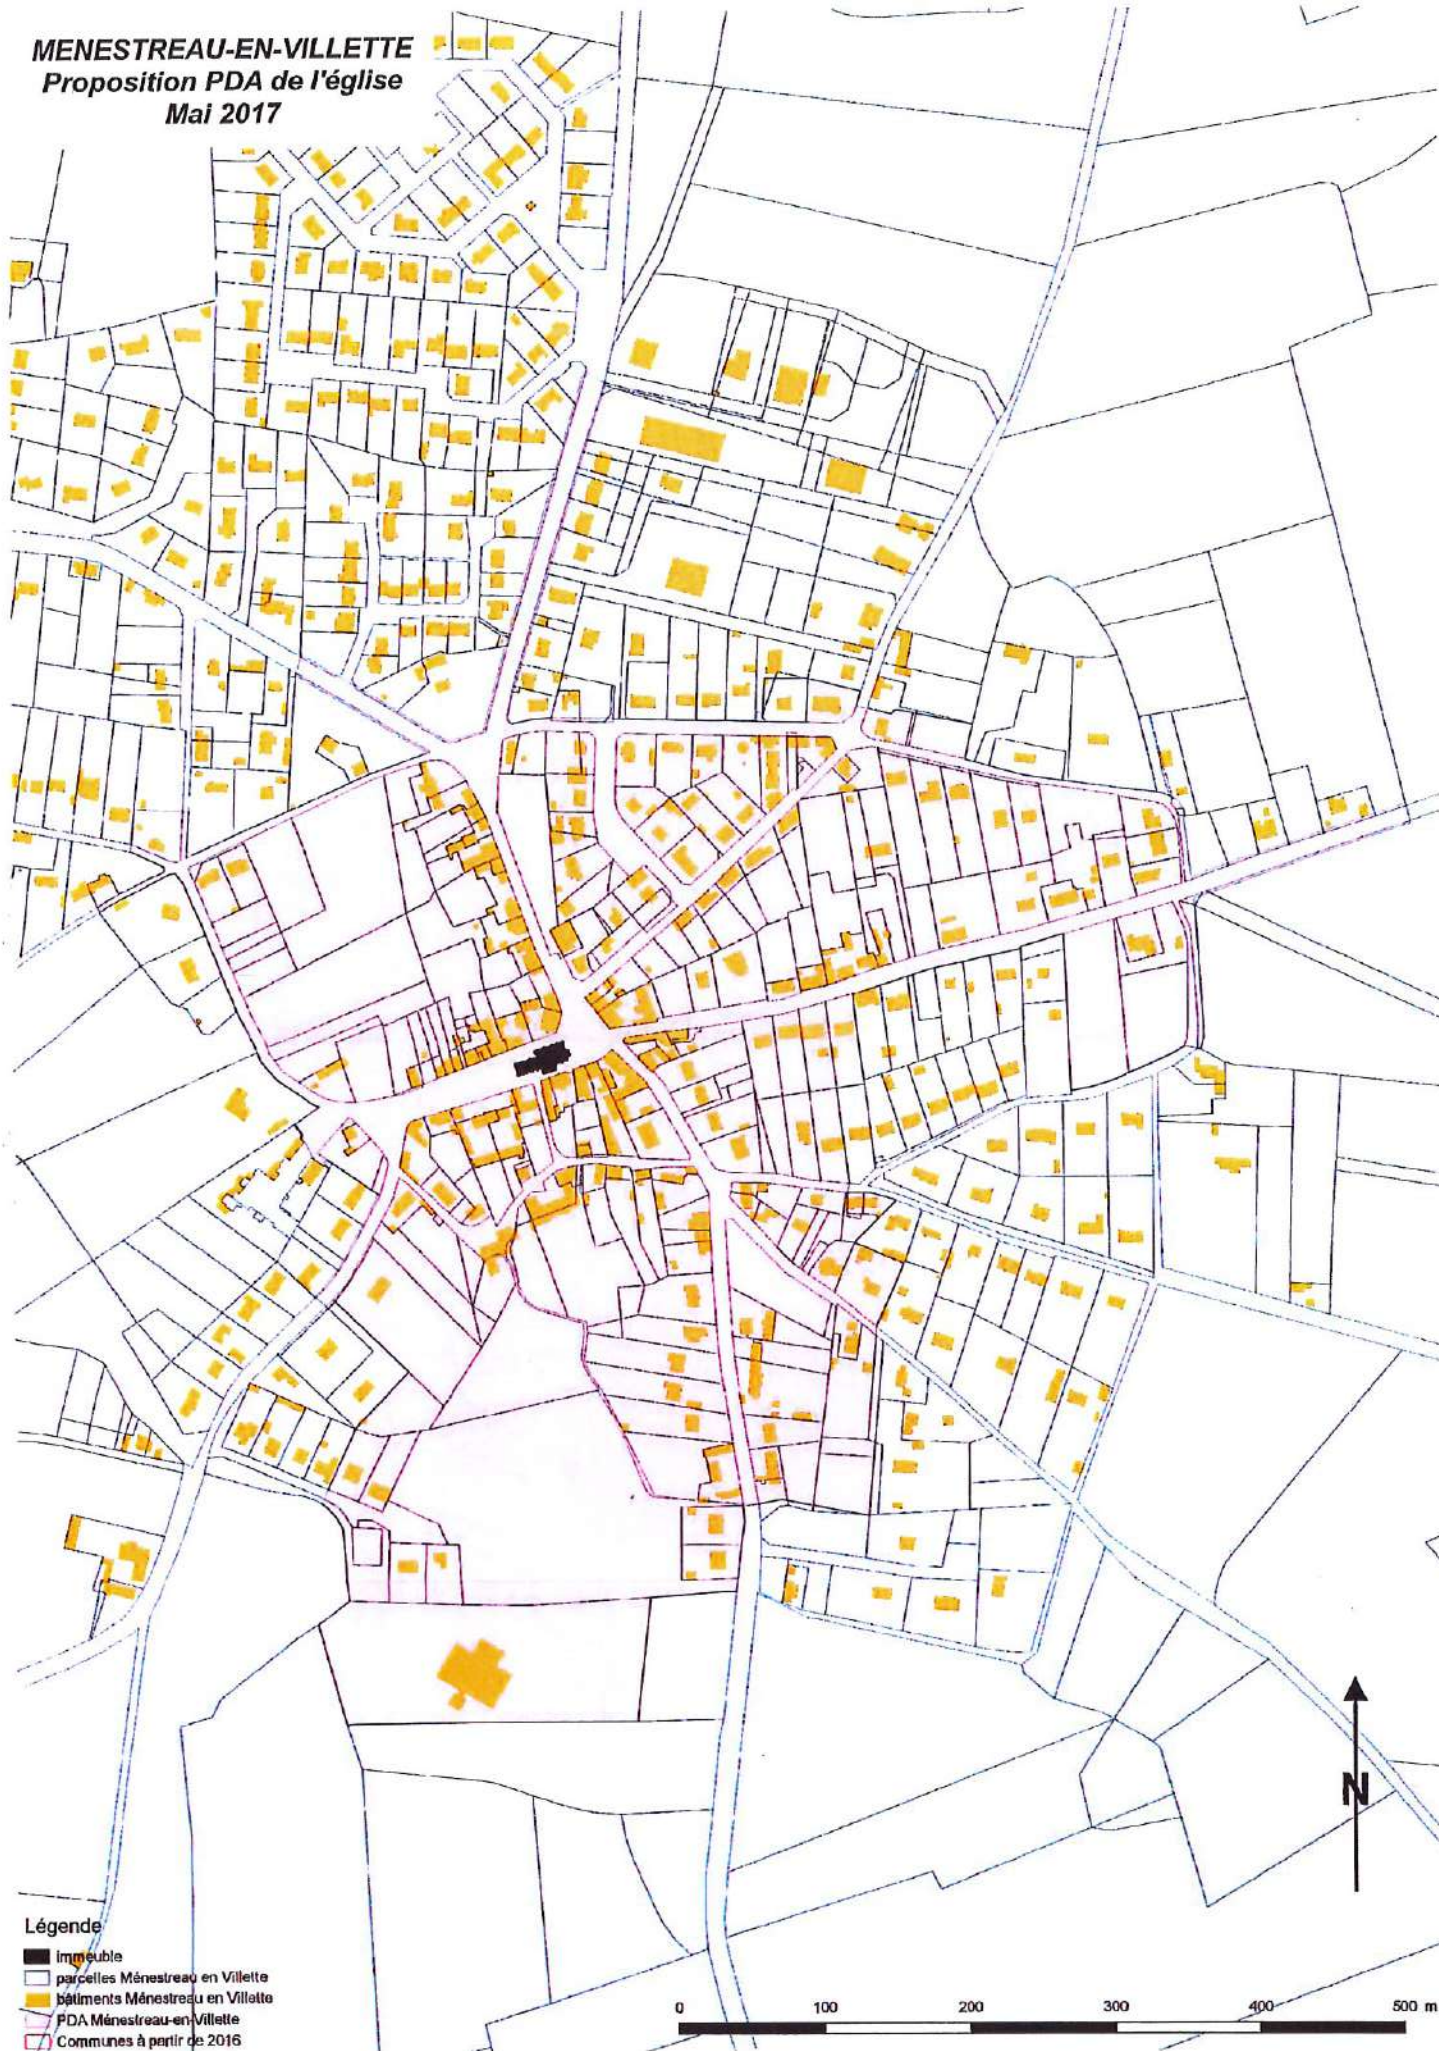 MENESTREAU-EN-VILLETTE
Proposition PDA de l'église
Mai 2017
N
Légende
immeuble
parcelles Ménestreau en Villette
bâtiments Ménestreau en Villette
PDA Ménestreau-en-Villette
Communes à partir de 2016
0 100 200 300 400 500 m